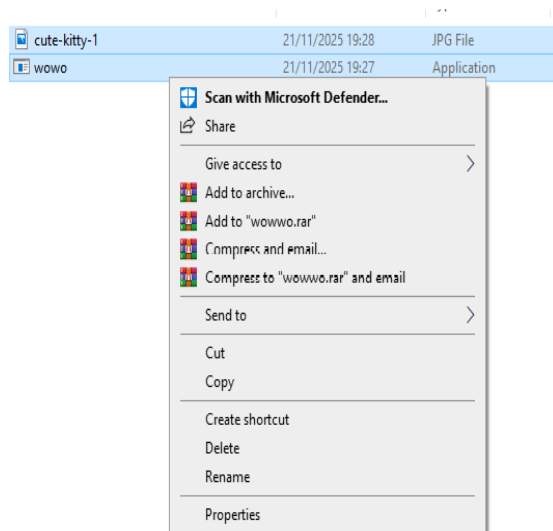 cute-kitty-1 21/11/2025 19:28 JPG File
wowo 21/11/2025 19:27 Application
Scan with Microsoft Defender...
Share
Give access to
Add to archive...
Add to "wowwo.rar"
Compress and email...
Compress to "wowwo.rar" and email
Send to
Cut
Copy
Create shortcut
Delete
Rename
Properties